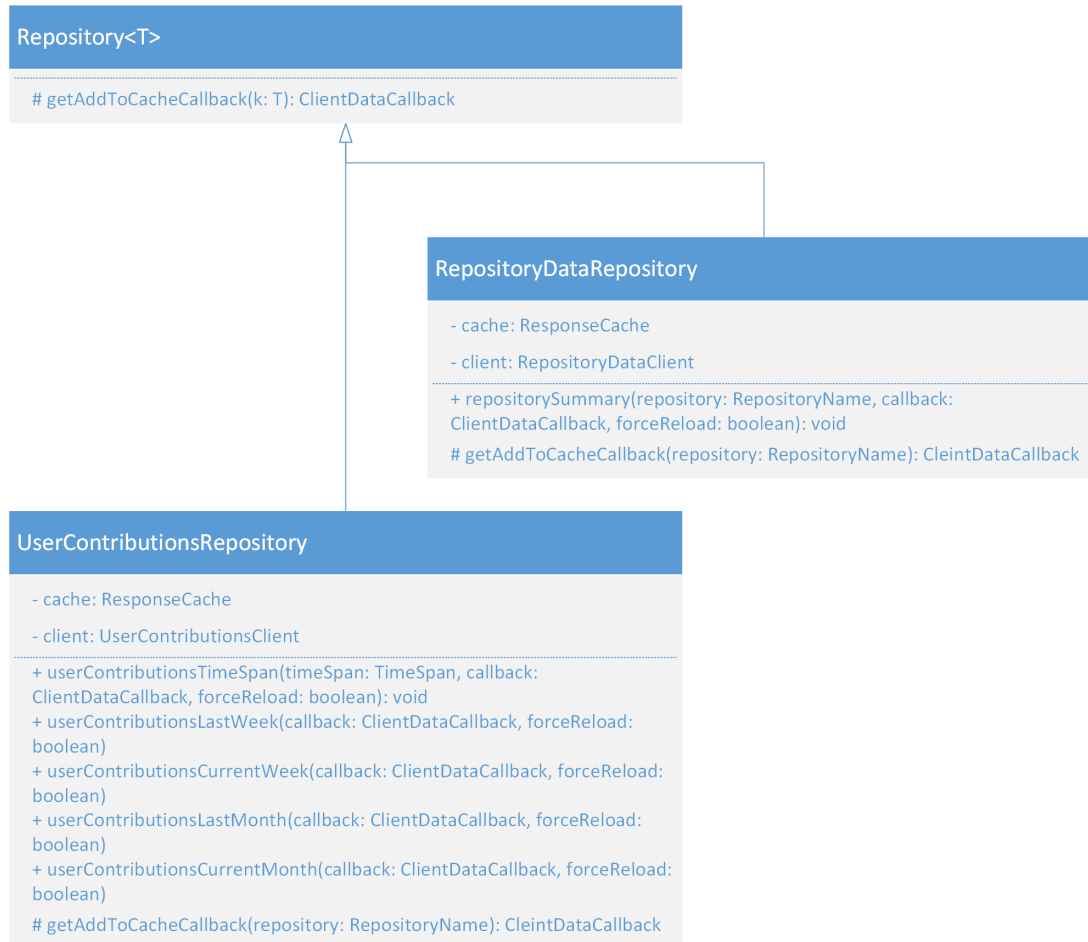 Repository<T>
# getAddToCacheCallback(k: T): ClientDataCallback
RepositoryDataRepository
- cache: ResponseCache
- client: RepositoryDataClient
+ repositorySummary(repository: RepositoryName, callback:
ClientDataCallback, forceReload: boolean): void
# getAddToCacheCallback(repository: RepositoryName): CleintDataCallback
UserContributionsRepository
- cache: ResponseCache
- client: UserContributionsClient
+ userContributionsTimeSpan(timeSpan: TimeSpan, callback:
ClientDataCallback, forceReload: boolean): void
+ userContributionsLastWeek(callback: ClientDataCallback, forceReload:
boolean)
+ userContributionsCurrentWeek(callback: ClientDataCallback, forceReload:
boolean)
+ userContributionsLastMonth(callback: ClientDataCallback, forceReload:
boolean)
+ userContributionsCurrentMonth(callback: ClientDataCallback, forceReload:
boolean)
# getAddToCacheCallback(repository: RepositoryName): CleintDataCallback